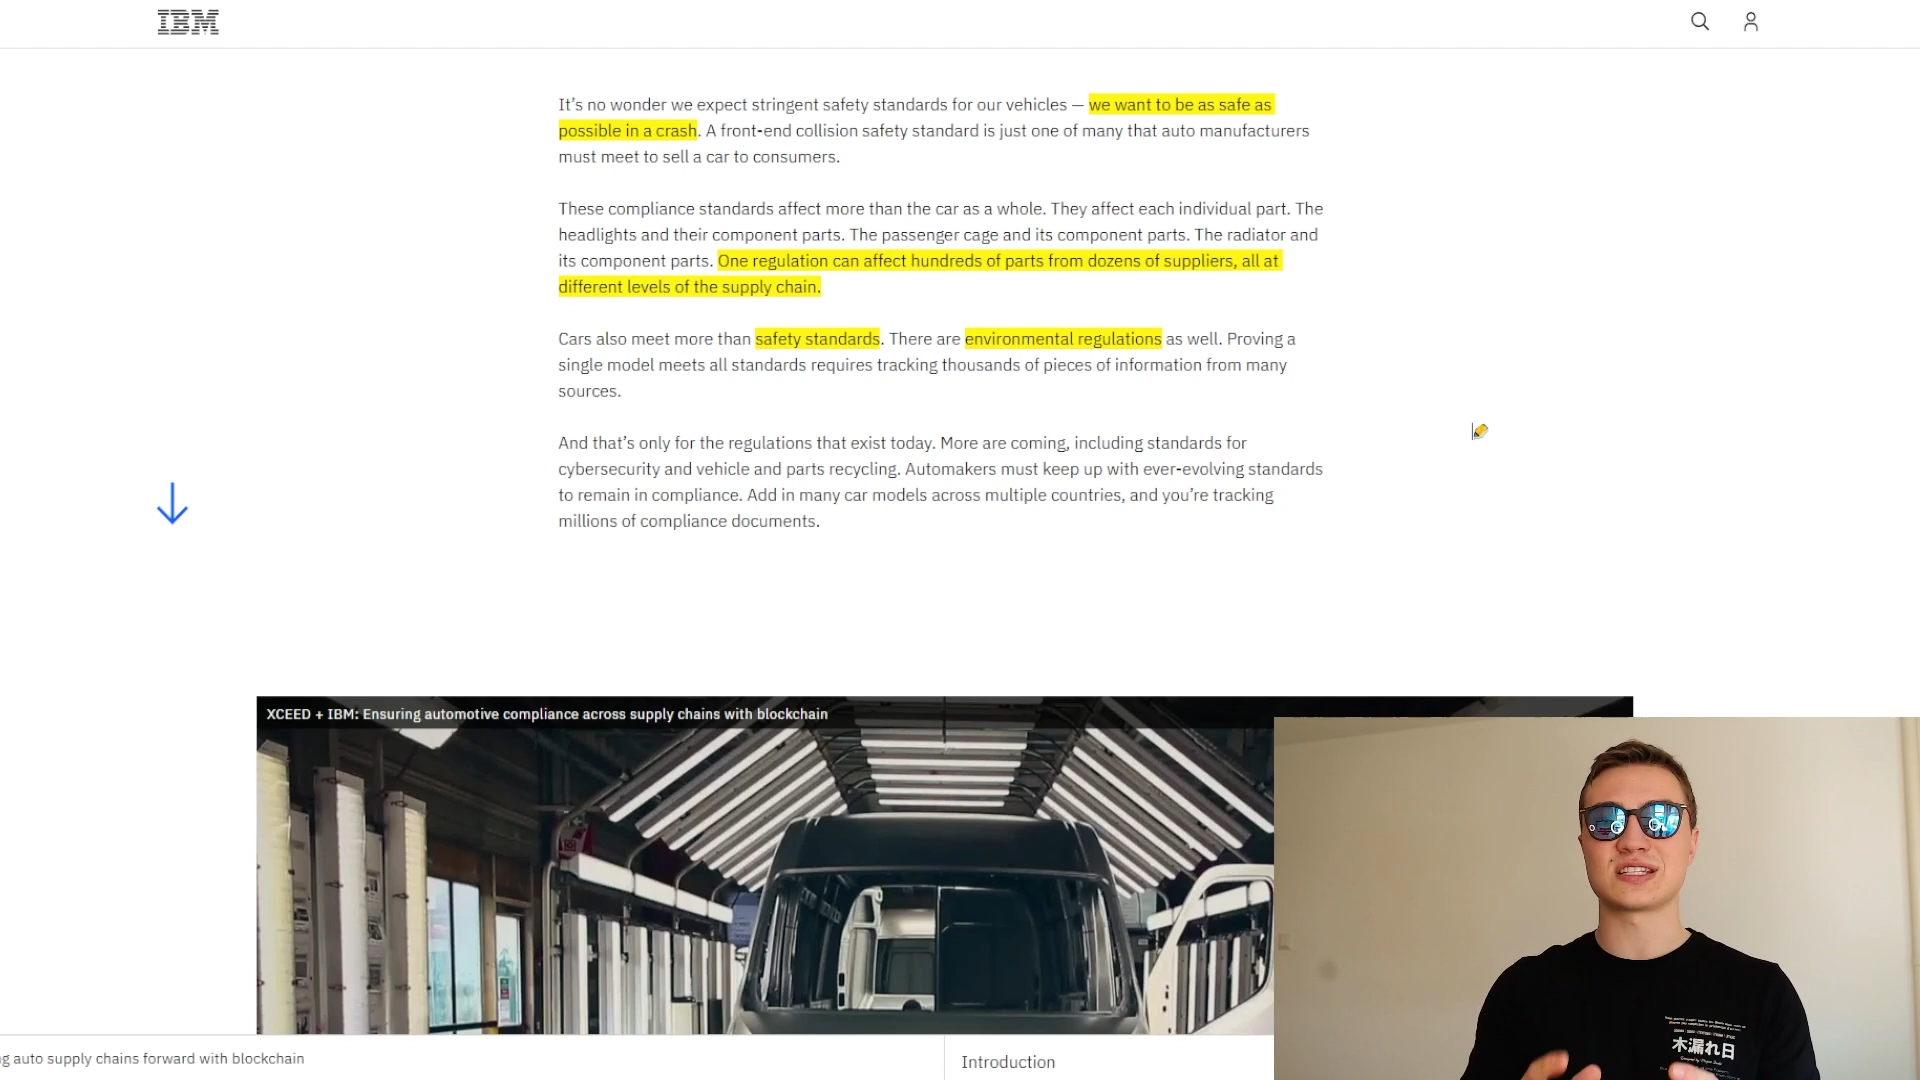 IBM
It’s no wonder we expect stringent safety standards for our vehicles — we want to be as safe as
possible in a crash. A front-end collision safety standard is just one of many that auto manufacturers
must meet to sell a car to consumers.
These compliance standards affect more than the car as a whole. They affect each individual part. The
headlights and their component parts. The passenger cage and its component parts. The radiator and
its component parts. One regulation can affect hundreds of parts from dozens of suppliers, all at
different levels of the supply chain.
Cars also meet more than safety standards. There are environmental regulations as well. Proving a
single model meets all standards requires tracking thousands of pieces of information from many
sources.
And that’s only for the regulations that exist today. More are coming, including standards for
cybersecurity and vehicle and parts recycling. Automakers must keep up with ever-evolving standards
to remain in compliance. Add in many car models across multiple countries, and you’re tracking
millions of compliance documents.
XCEED + IBM: Ensuring automotive compliance across supply chains with blockchain
auto supply chains forward with blockchain
Introduction
木漏れ日